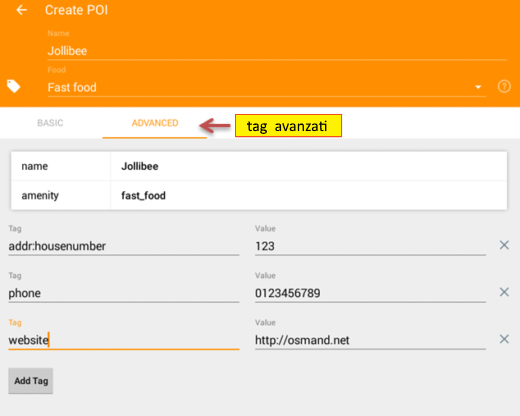 Create POI
Name
Jollibee
Food
Fast food
?
BASIC ADVANCED tag avanzati
name Jollibee
amenity fast_food
Tag Value
addr:housenumber 123
Tag Value
phone 0123456789
Tag Value
website http://osmand.net
Add Tag